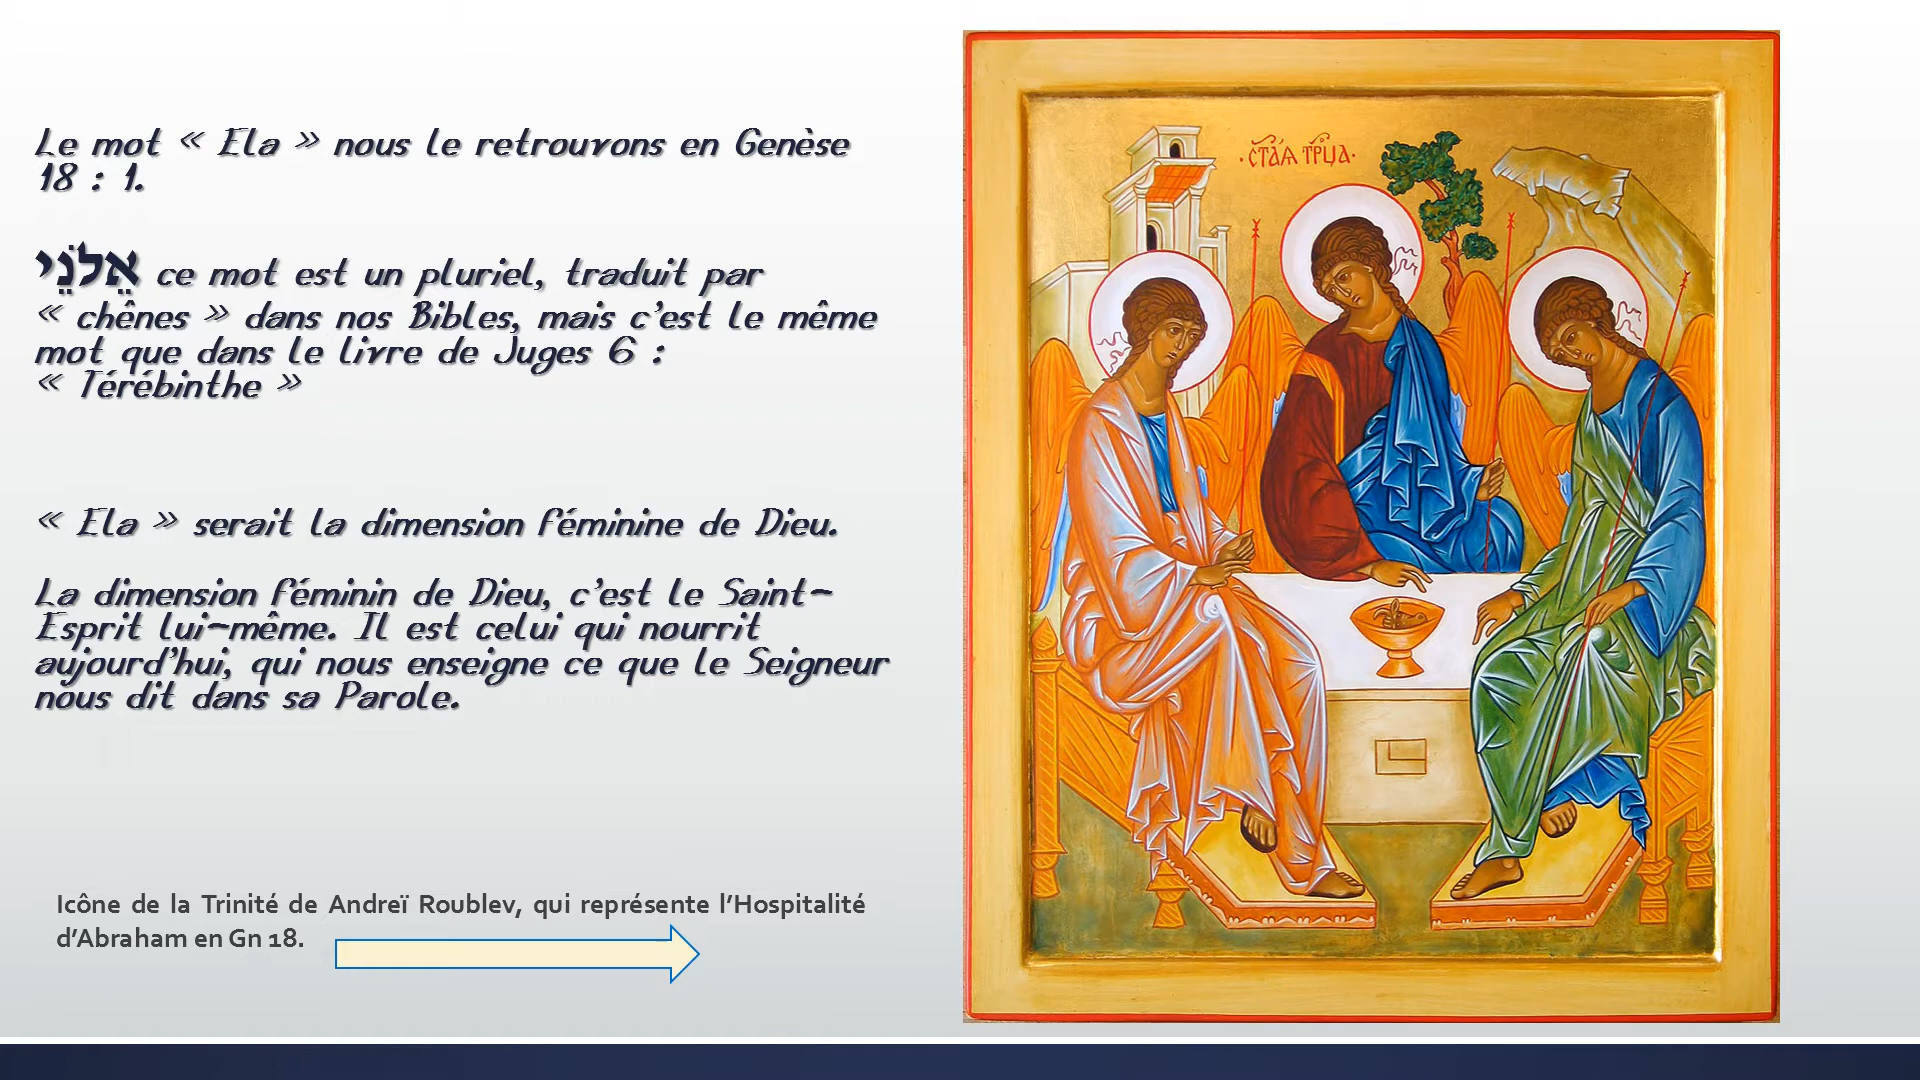 Le mot « Ela » nous le retrouvons en Genèse
18 : 1.
אֵלֹנֵי ce mot est un pluriel, traduit par
« chênes » dans nos Bibles, mais c’est le même
mot que dans le livre de Juges 6 :
« Térébinthe »
« Ela » serait la dimension féminine de Dieu.
La dimension féminin de Dieu, c’est le Saint-
Esprit lui-même. Il est celui qui nourrit
aujourd’hui, qui nous enseigne ce que le Seigneur
nous dit dans sa Parole.
Icône de la Trinité de Andreï Roublev, qui représente l’Hospitalité
d’Abraham en Gn 18.
·СТА́Я ТРЦА·